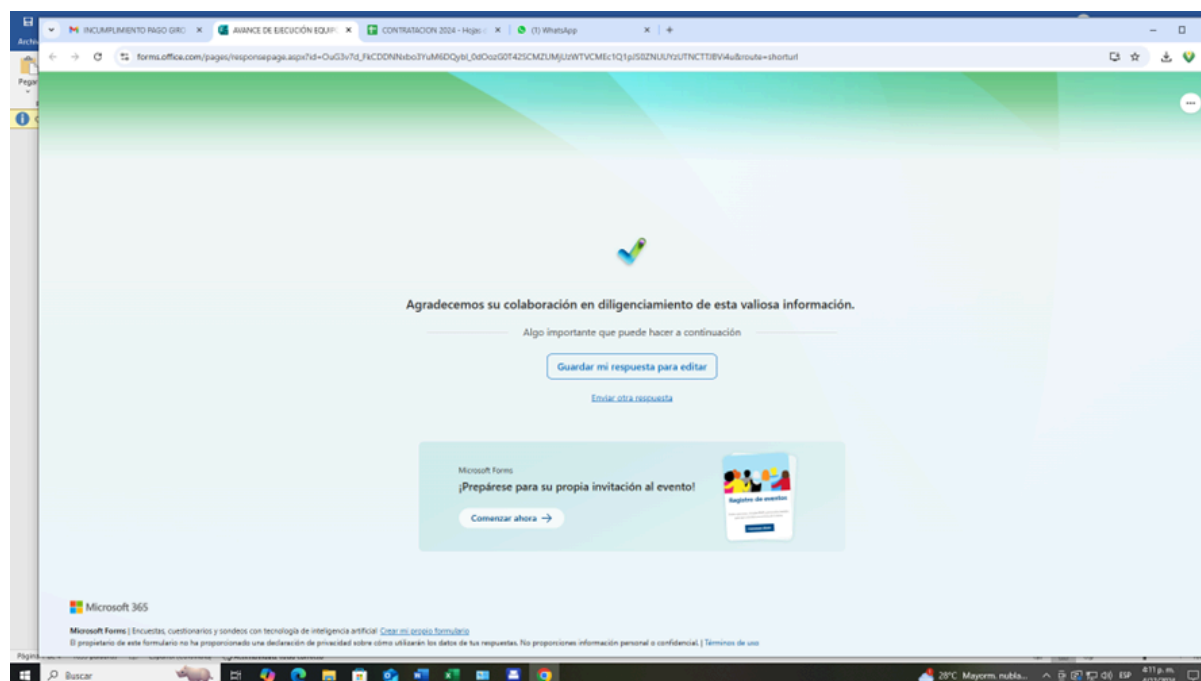 INCUMPLIMIENTO PAGO GIRO
AVANCE DE EJECUCIÓN EQUIP
CONTRATACION 2024 - Hojas
(1) WhatsApp
Pegar
Agradecemos su colaboración en diligenciamiento de esta valiosa información.
Algo importante que puede hacer a continuación
Guardar mi respuesta para editar
Enviar otra respuesta
Microsoft Forms
¡Prepárese para su propia invitación al evento!
Comenzar ahora →
Registro de eventos
Microsoft 365
Microsoft Forms | Encuestas, cuestionarios y sondeos con tecnología de inteligencia artificial Crear mi propio formulario
El propietario de este formulario no ha proporcionado una declaración de privacidad sobre cómo utilizarán los datos de tus respuestas. No proporciones información personal o confidencial. | Términos de uso
Buscar
28°C Mayorm. nubla...
ESP
4:11 p. m.